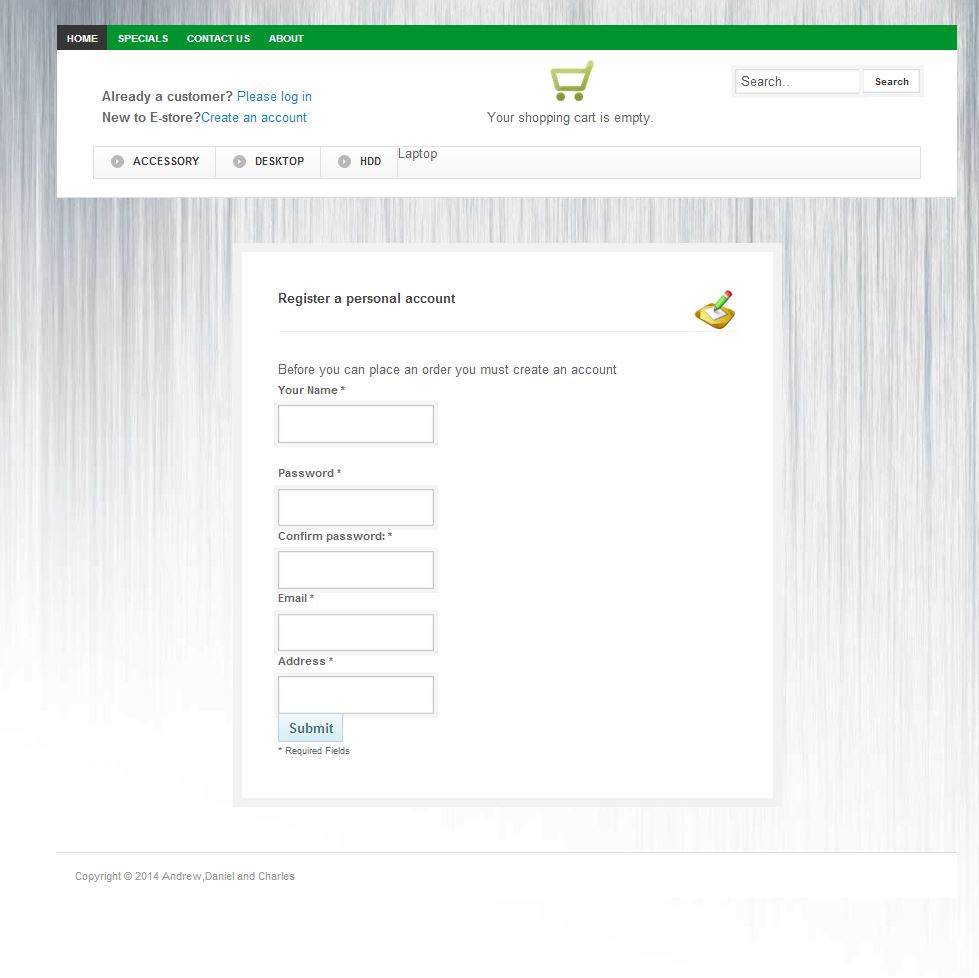 HOME SPECIALS CONTACT US ABOUT
Already a customer? Please log in
New to E-store?Create an account
Your shopping cart is empty.
Search.. Search
ACCESSORY DESKTOP HDD Laptop
Register a personal account
Before you can place an order you must create an account
Your Name *
Password *
Confirm password: *
Email *
Address *
Submit
* Required Fields
Copyright © 2014 Andrew,Daniel and Charles